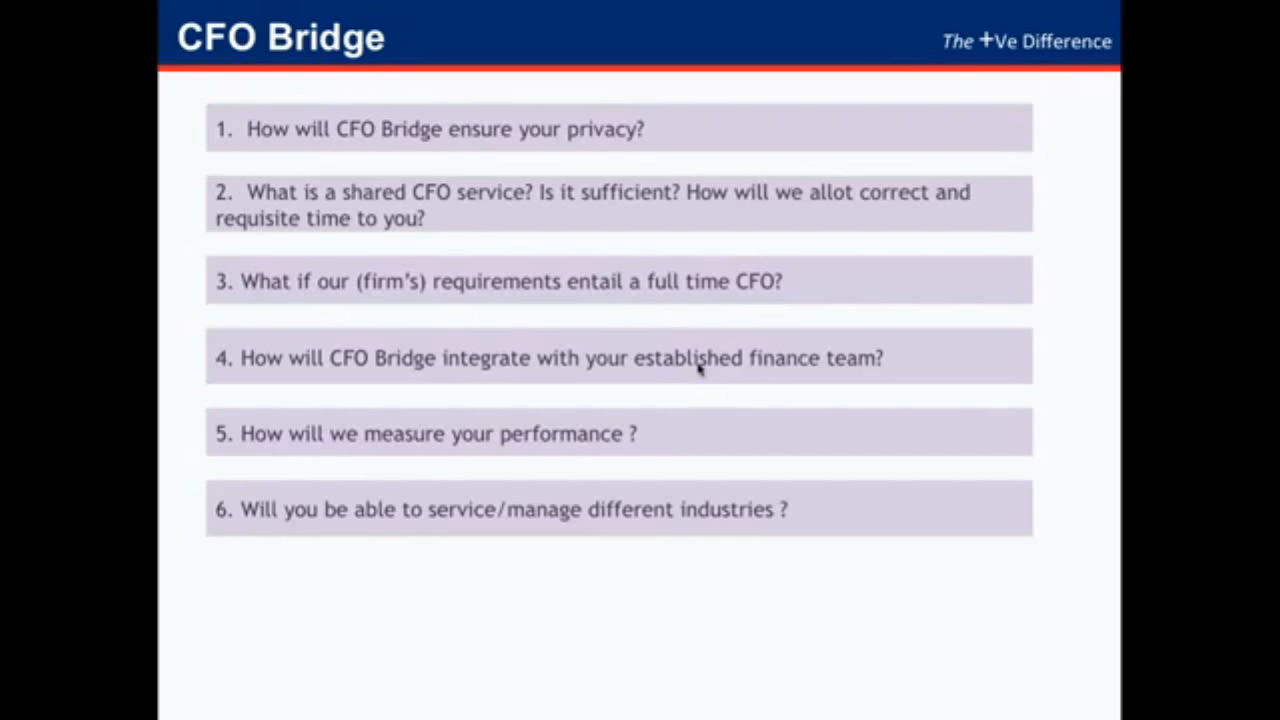 CFO Bridge
The +Ve Difference
1. How will CFO Bridge ensure your privacy?
2. What is a shared CFO service? Is it sufficient? How will we allot correct and
requisite time to you?
3. What if our (firm's) requirements entail a full time CFO?
4. How will CFO Bridge integrate with your established finance team?
5. How will we measure your performance ?
6. Will you be able to service/manage different industries ?